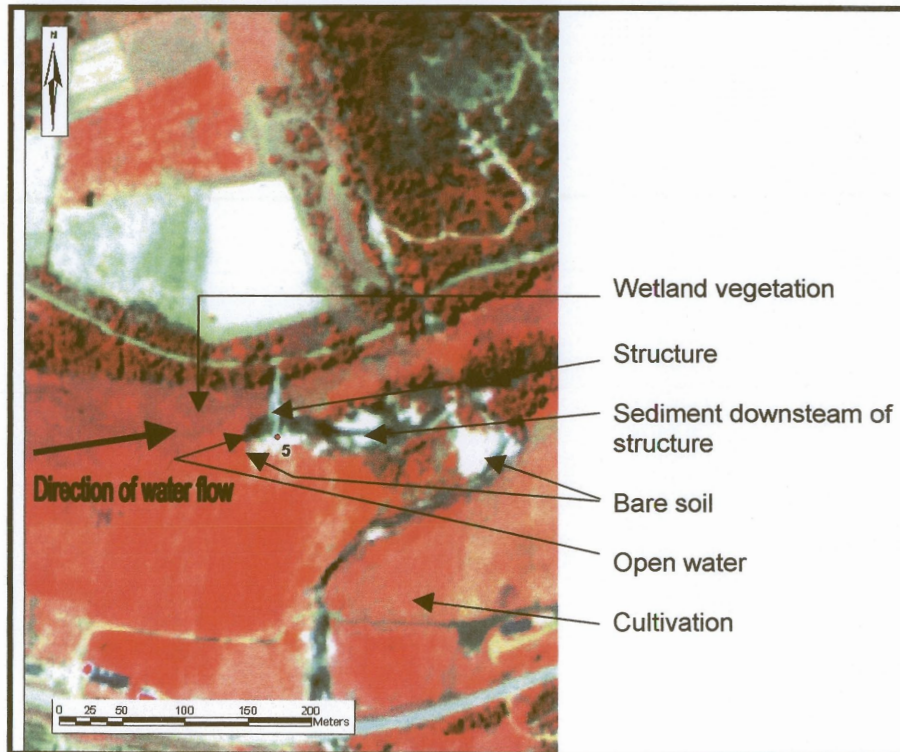 N
Wetland vegetation
Structure
Sediment downsteam of
structure
5
Direction of water flow
Bare soil
Open water
Cultivation
0 25 50 100 150 200
Meters